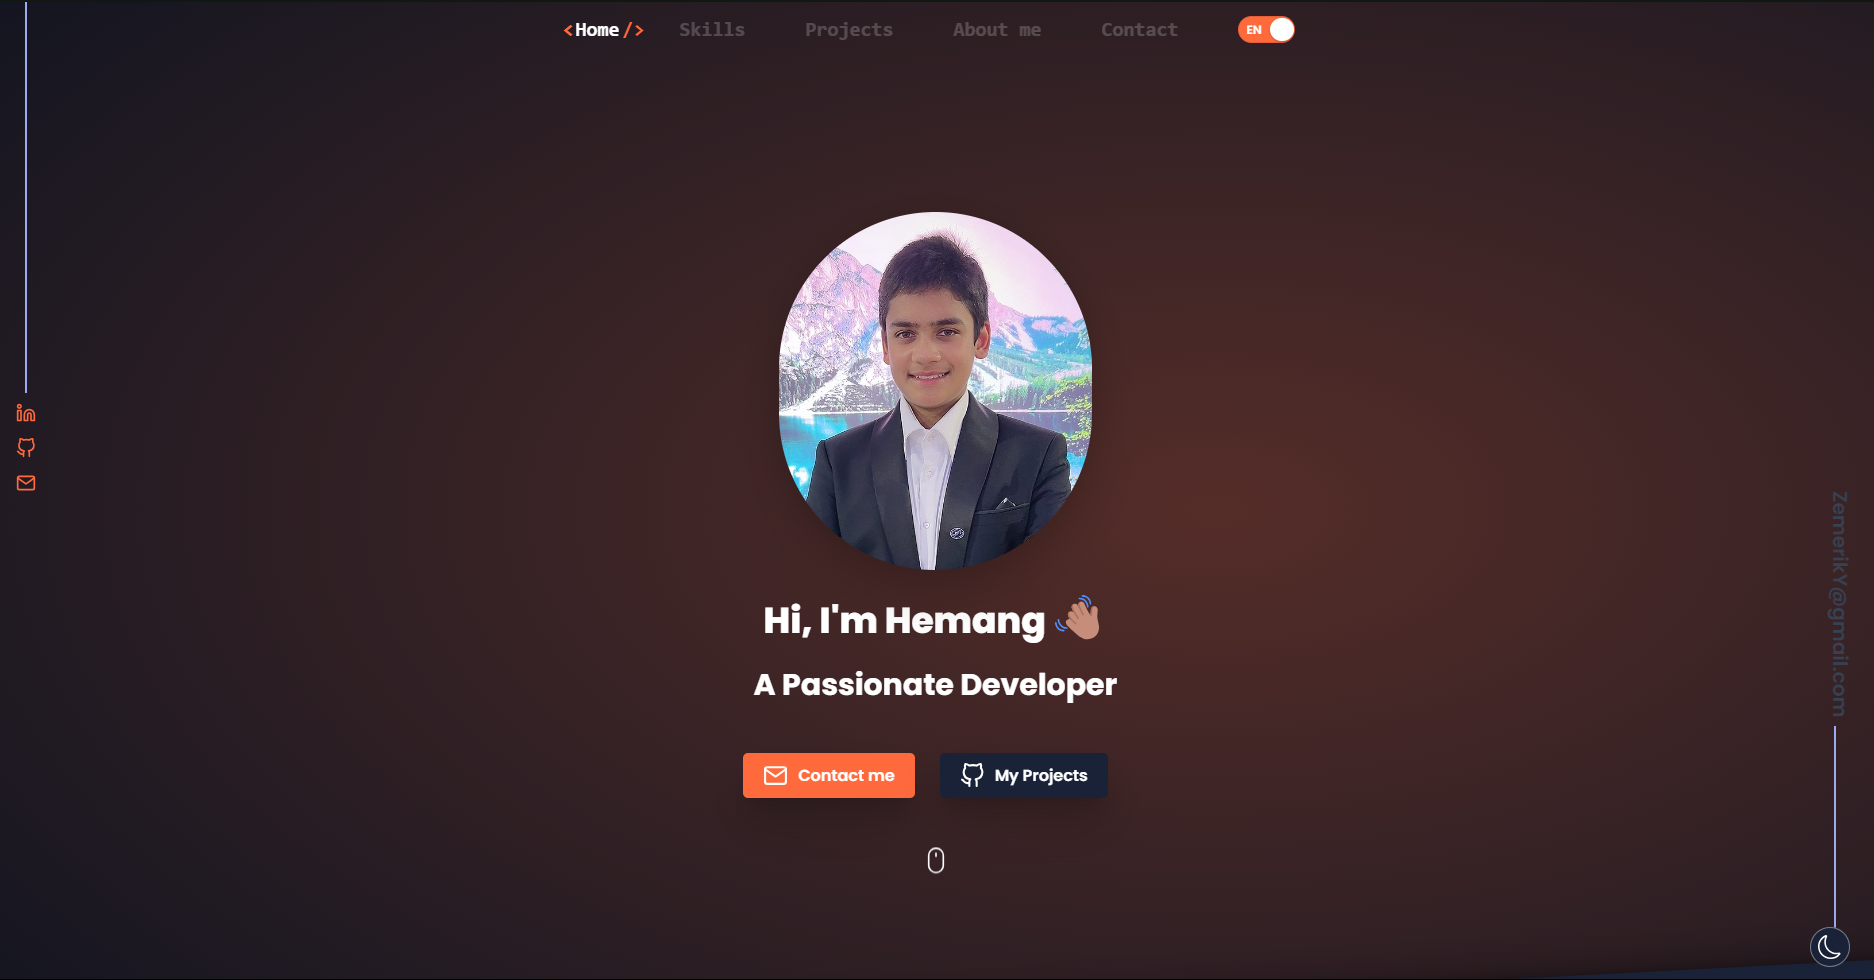 <Home/> Skills Projects About me Contact EN
Hi, I'm Hemang
A Passionate Developer
Contact me My Projects
ZemerikY@gmail.com